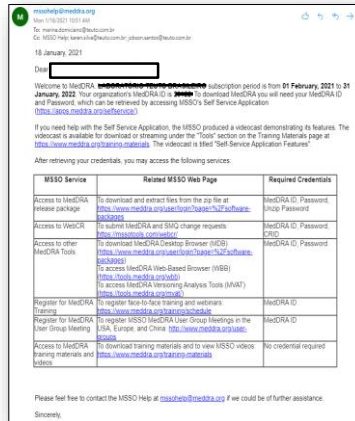 M
mssohelp@meddra.org
Mon 1/18/2021 10:01 AM
To: marina.domiciano@teuto.com.br
Cc: MSSO Help; karen.silva@teuto.com.br; jobson.santos@teuto.com.br
18 January, 2021
Dear
Welcome to MedDRA. LABORATORIO TEUTO BRASILEIRO subscription period is from 01 February, 2021 to 31
January, 2022. Your organization's MedDRA ID is To download MedDRA you will need your MedDRA ID
and Password, which can be retrieved by accessing MSSO's Self Service Application
(https://apps.meddra.org/selfservice/).
If you need help with the Self Service Application, the MSSO produced a videocast demonstrating its features. The
videocast is available for download or streaming under the "Tools" section on the Training Materials page at
https://www.meddra.org/training-materials. The videocast is titled "Self-Service Application Features"
After retrieving your credentials, you may access the following services:
MSSO Service Related MSSO Web Page Required Credentials
Access to MedDRA To download and extract files from the zip file at MedDRA ID, Password,
release package https://www.meddra.org/user/login?page=%2Fsoftware- Unzip Password
packages
Access to WebCR To submit MedDRA and SMQ change requests MedDRA ID, Password,
https://mssotools.com/webcr/ CRID
Access to other To download MedDRA Desktop Browser (MDB) MedDRA ID, Password
MedDRA Tools (https://www.meddra.org/user/login?page=%2Fsoftware-
packages)
To access MedDRA Web-Based Browser (WBB)
(https://tools.meddra.org/wbb)
To access MedDRA Versioning Analysis Tools (MVAT)
(https://tools.meddra.org/mvat/)
Register for MedDRA To register face-to-face training and webinars MedDRA ID
Training https://www.meddra.org/training/schedule
Register for MedDRA To register MSSO MedDRA User Group Meetings in the MedDRA ID
User Group Meeting USA, Europe, and China http://www.meddra.org/user-
groups
Access to MedDRA To download training materials and to view MSSO videos No credential required
training materials and https://www.meddra.org/training-materials
videos
Please feel free to contact the MSSO Help at mssohelp@meddra.org if we could be of further assistance.
Sincerely,